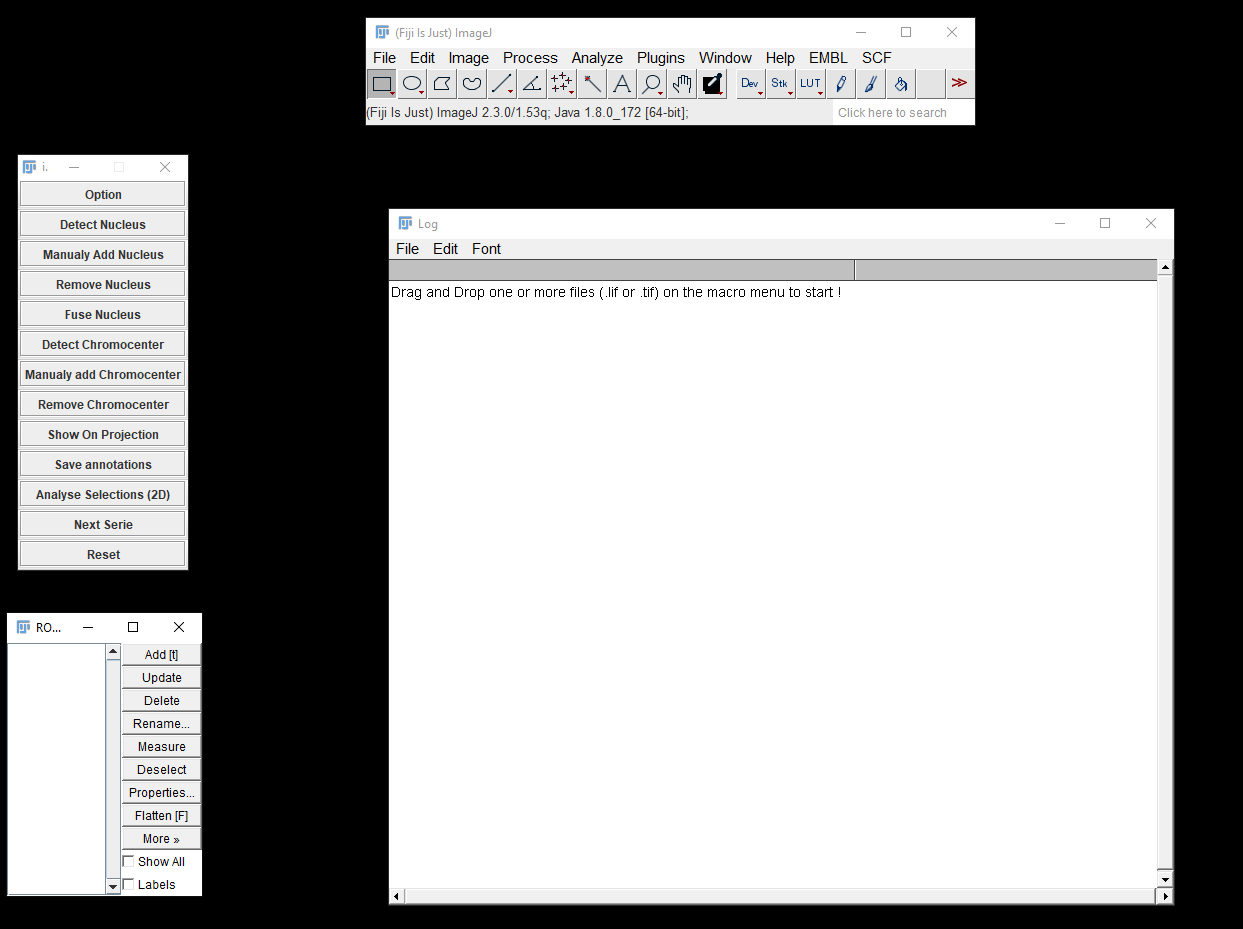 (Fiji Is Just) ImageJ
File Edit Image Process Analyze Plugins Window Help EMBL SCF
Dev Stk LUT
(Fiji Is Just) ImageJ 2.3.0/1.53q; Java 1.8.0_172 [64-bit];
Click here to search
i.
Option
Detect Nucleus
Manualy Add Nucleus
Remove Nucleus
Fuse Nucleus
Detect Chromocenter
Manualy add Chromocenter
Remove Chromocenter
Show On Projection
Save annotations
Analyse Selections (2D)
Next Serie
Reset
Log
File Edit Font
Drag and Drop one or more files (.lif or .tif) on the macro menu to start !
RO...
Add [t]
Update
Delete
Rename...
Measure
Deselect
Properties...
Flatten [F]
More »
Show All
Labels